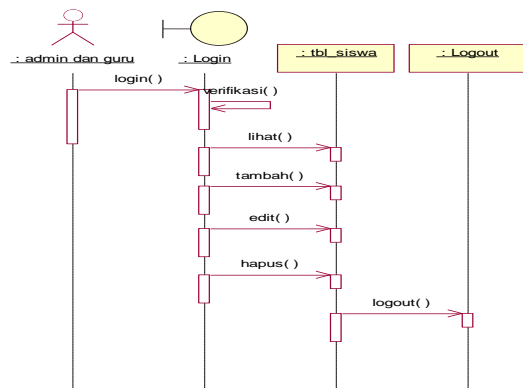 : admin dan guru
: Login
: tbl_siswa
: Logout
login( )
verifikasi( )
lihat( )
tambah( )
edit( )
hapus( )
logout( )